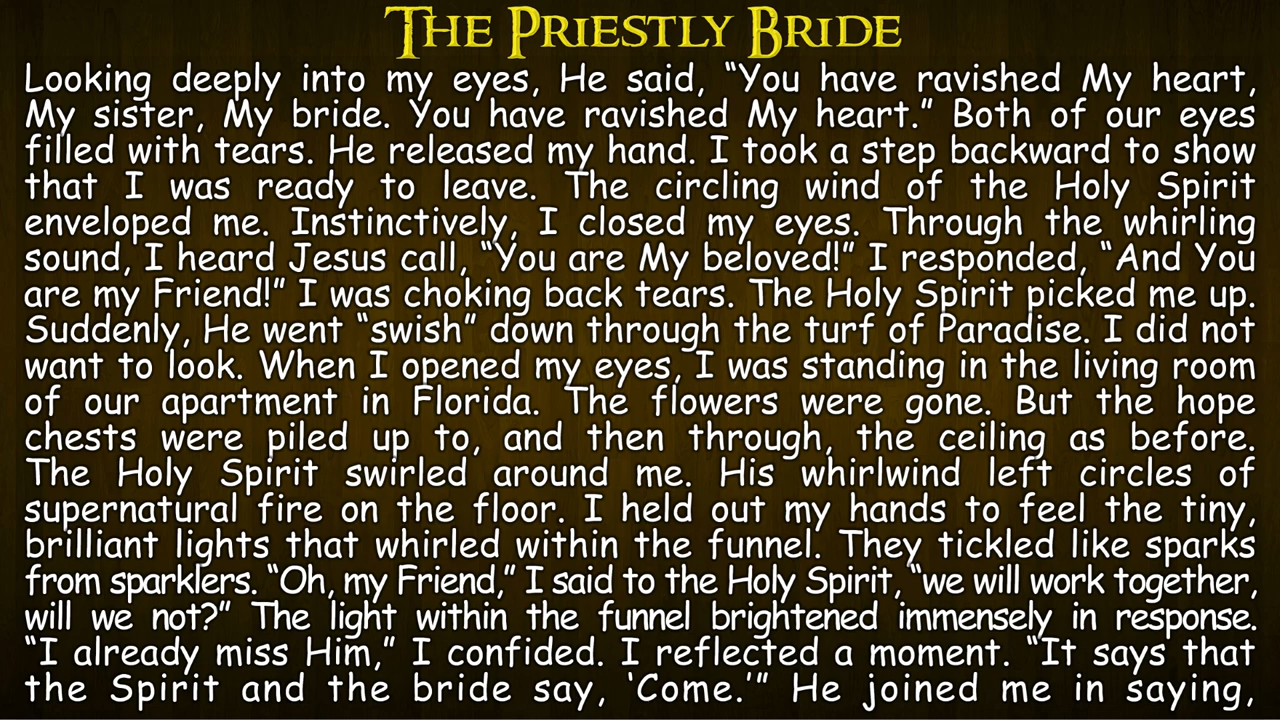 The Priestly Bride
Looking deeply into my eyes, He said, “You have ravished My heart,
My sister, My bride. You have ravished My heart.” Both of our eyes
filled with tears. He released my hand. I took a step backward to show
that I was ready to leave. The circling wind of the Holy Spirit
enveloped me. Instinctively, I closed my eyes. Through the whirling
sound, I heard Jesus call, “You are My beloved!” I responded, “And You
are my Friend!” I was choking back tears. The Holy Spirit picked me up.
Suddenly, He went “swish” down through the turf of Paradise. I did not
want to look. When I opened my eyes, I was standing in the living room
of our apartment in Florida. The flowers were gone. But the hope
chests were piled up to, and then through, the ceiling as before.
The Holy Spirit swirled around me. His whirlwind left circles of
supernatural fire on the floor. I held out my hands to feel the tiny,
brilliant lights that whirled within the funnel. They tickled like sparks
from sparklers. “Oh, my Friend,” I said to the Holy Spirit, “we will work together,
will we not?” The light within the funnel brightened immensely in response.
“I already miss Him,” I confided. I reflected a moment. “It says that
the Spirit and the bride say, ‘Come.’” He joined me in saying,